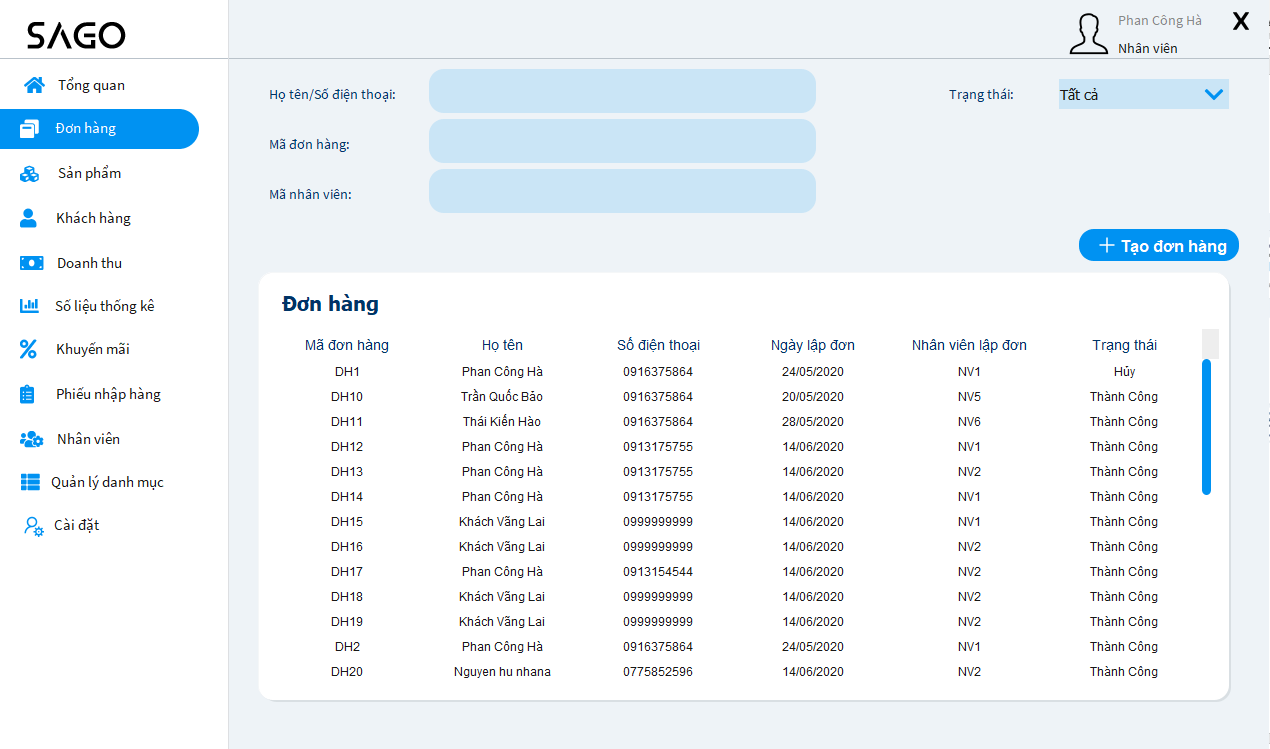 SAGO
Phan Công Hà
X
Nhân viên
Tổng quan
Đơn hàng
Sản phẩm
Khách hàng
Doanh thu
Số liệu thống kê
Khuyến mãi
Phiếu nhập hàng
Nhân viên
Quản lý danh mục
Cài đặt
Họ tên/Số điện thoại:
Trạng thái:
Tất cả
Mã đơn hàng:
Mã nhân viên:
+ Tạo đơn hàng
Đơn hàng
Mã đơn hàng Họ tên Số điện thoại Ngày lập đơn Nhân viên lập đơn Trạng thái
DH1 Phan Công Hà 0916375864 24/05/2020 NV1 Hủy
DH10 Trần Quốc Bảo 0916375864 20/05/2020 NV5 Thành Công
DH11 Thái Kiến Hào 0916375864 28/05/2020 NV6 Thành Công
DH12 Phan Công Hà 0913175755 14/06/2020 NV1 Thành Công
DH13 Phan Công Hà 0913175755 14/06/2020 NV2 Thành Công
DH14 Phan Công Hà 0913175755 14/06/2020 NV1 Thành Công
DH15 Khách Vãng Lai 0999999999 14/06/2020 NV1 Thành Công
DH16 Khách Vãng Lai 0999999999 14/06/2020 NV2 Thành Công
DH17 Phan Công Hà 0913154544 14/06/2020 NV2 Thành Công
DH18 Khách Vãng Lai 0999999999 14/06/2020 NV2 Thành Công
DH19 Khách Vãng Lai 0999999999 14/06/2020 NV2 Thành Công
DH2 Phan Công Hà 0916375864 24/05/2020 NV1 Thành Công
DH20 Nguyen hu nhana 0775852596 14/06/2020 NV2 Thành Công